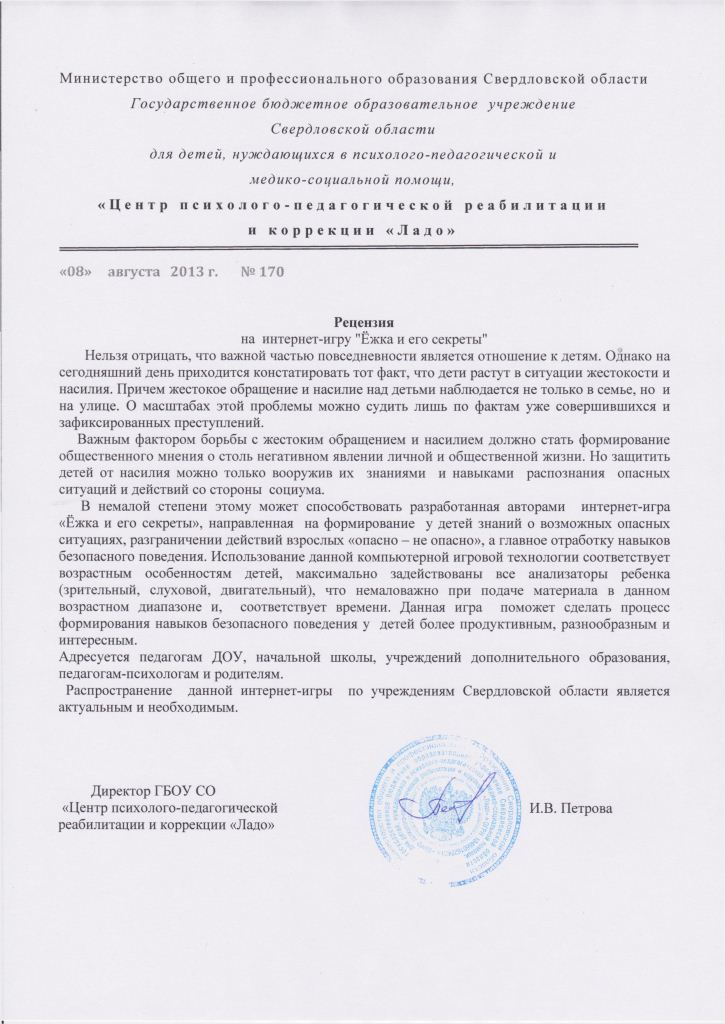 Министерство общего и профессионального образования Свердловской области
Государственное бюджетное образовательное учреждение
Свердловской области
для детей, нуждающихся в психолого-педагогической и
медико-социальной помощи,
«Центр психолого-педагогической реабилитации
и коррекции «Ладо»
«08» августа 2013 г. № 170
Рецензия
на интернет-игру "Ёжка и его секреты"
Нельзя отрицать, что важной частью повседневности является отношение к детям. Однако на
сегодняшний день приходится констатировать тот факт, что дети растут в ситуации жестокости и
насилия. Причем жестокое обращение и насилие над детьми наблюдается не только в семье, но и
на улице. О масштабах этой проблемы можно судить лишь по фактам уже совершившихся и
зафиксированных преступлений.
Важным фактором борьбы с жестоким обращением и насилием должно стать формирование
общественного мнения о столь негативном явлении личной и общественной жизни. Но защитить
детей от насилия можно только вооружив их знаниями и навыками распознания опасных
ситуаций и действий со стороны социума.
В немалой степени этому может способствовать разработанная авторами интернет-игра
«Ёжка и его секреты», направленная на формирование у детей знаний о возможных опасных
ситуациях, разграничении действий взрослых «опасно – не опасно», а главное отработку навыков
безопасного поведения. Использование данной компьютерной игровой технологии соответствует
возрастным особенностям детей, максимально задействованы все анализаторы ребенка
(зрительный, слуховой, двигательный), что немаловажно при подаче материала в данном
возрастном диапазоне и, соответствует времени. Данная игра поможет сделать процесс
формирования навыков безопасного поведения у детей более продуктивным, разнообразным и
интересным.
Адресуется педагогам ДОУ, начальной школы, учреждений дополнительного образования,
педагогам-психологам и родителям.
Распространение данной интернет-игры по учреждениям Свердловской области является
актуальным и необходимым.
Директор ГБОУ СО
«Центр психолого-педагогической
реабилитации и коррекции «Ладо»
И.В. Петрова